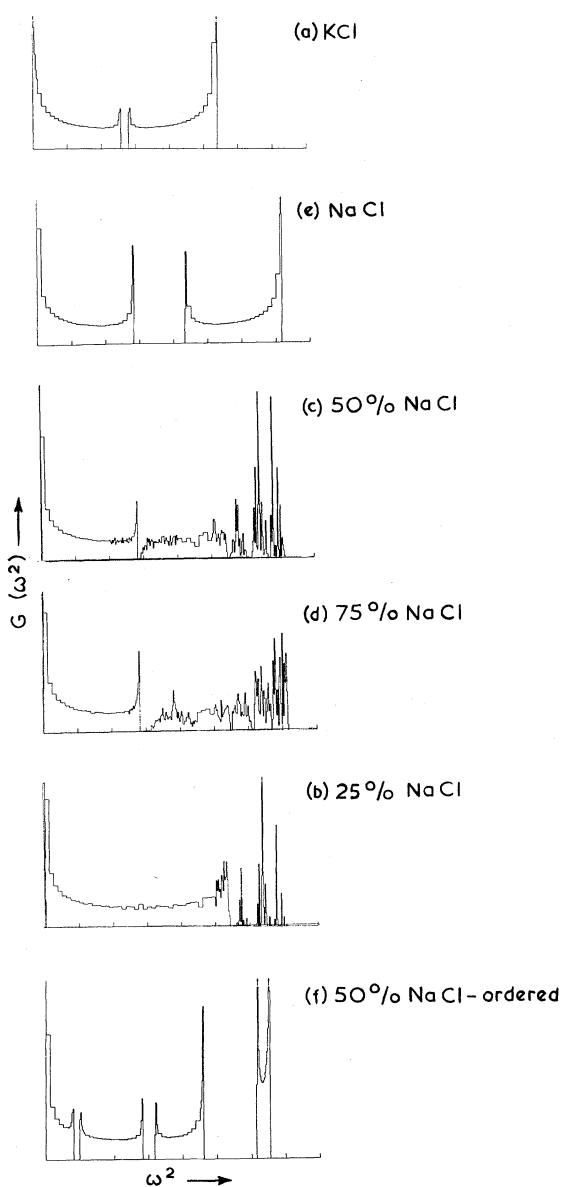 (a) KCl
(e) NaCl
(c) 50% NaCl
G (ω²) →
(d) 75% NaCl
(b) 25% NaCl
(f) 50% NaCl - ordered
ω² →